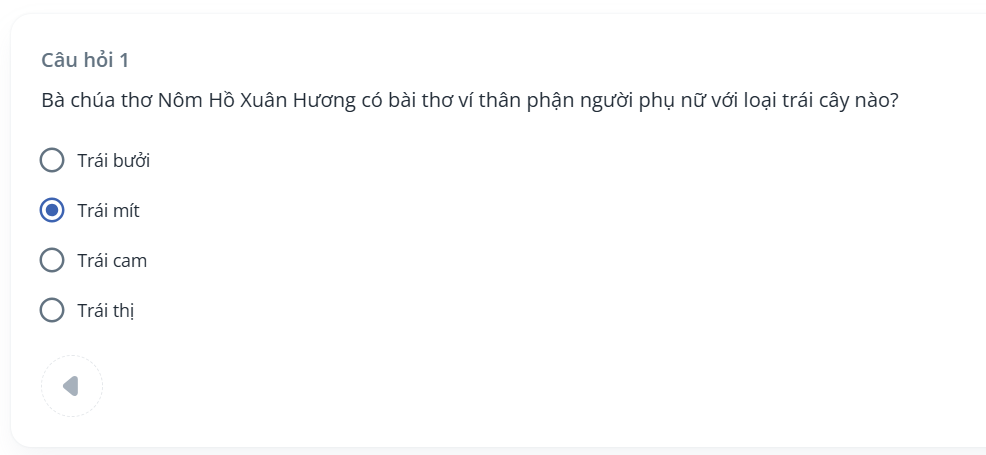 Câu hỏi 1
Bà chúa thơ Nôm Hồ Xuân Hương có bài thơ ví thân phận người phụ nữ với loại trái cây nào?
Trái bưởi
Trái mít
Trái cam
Trái thị